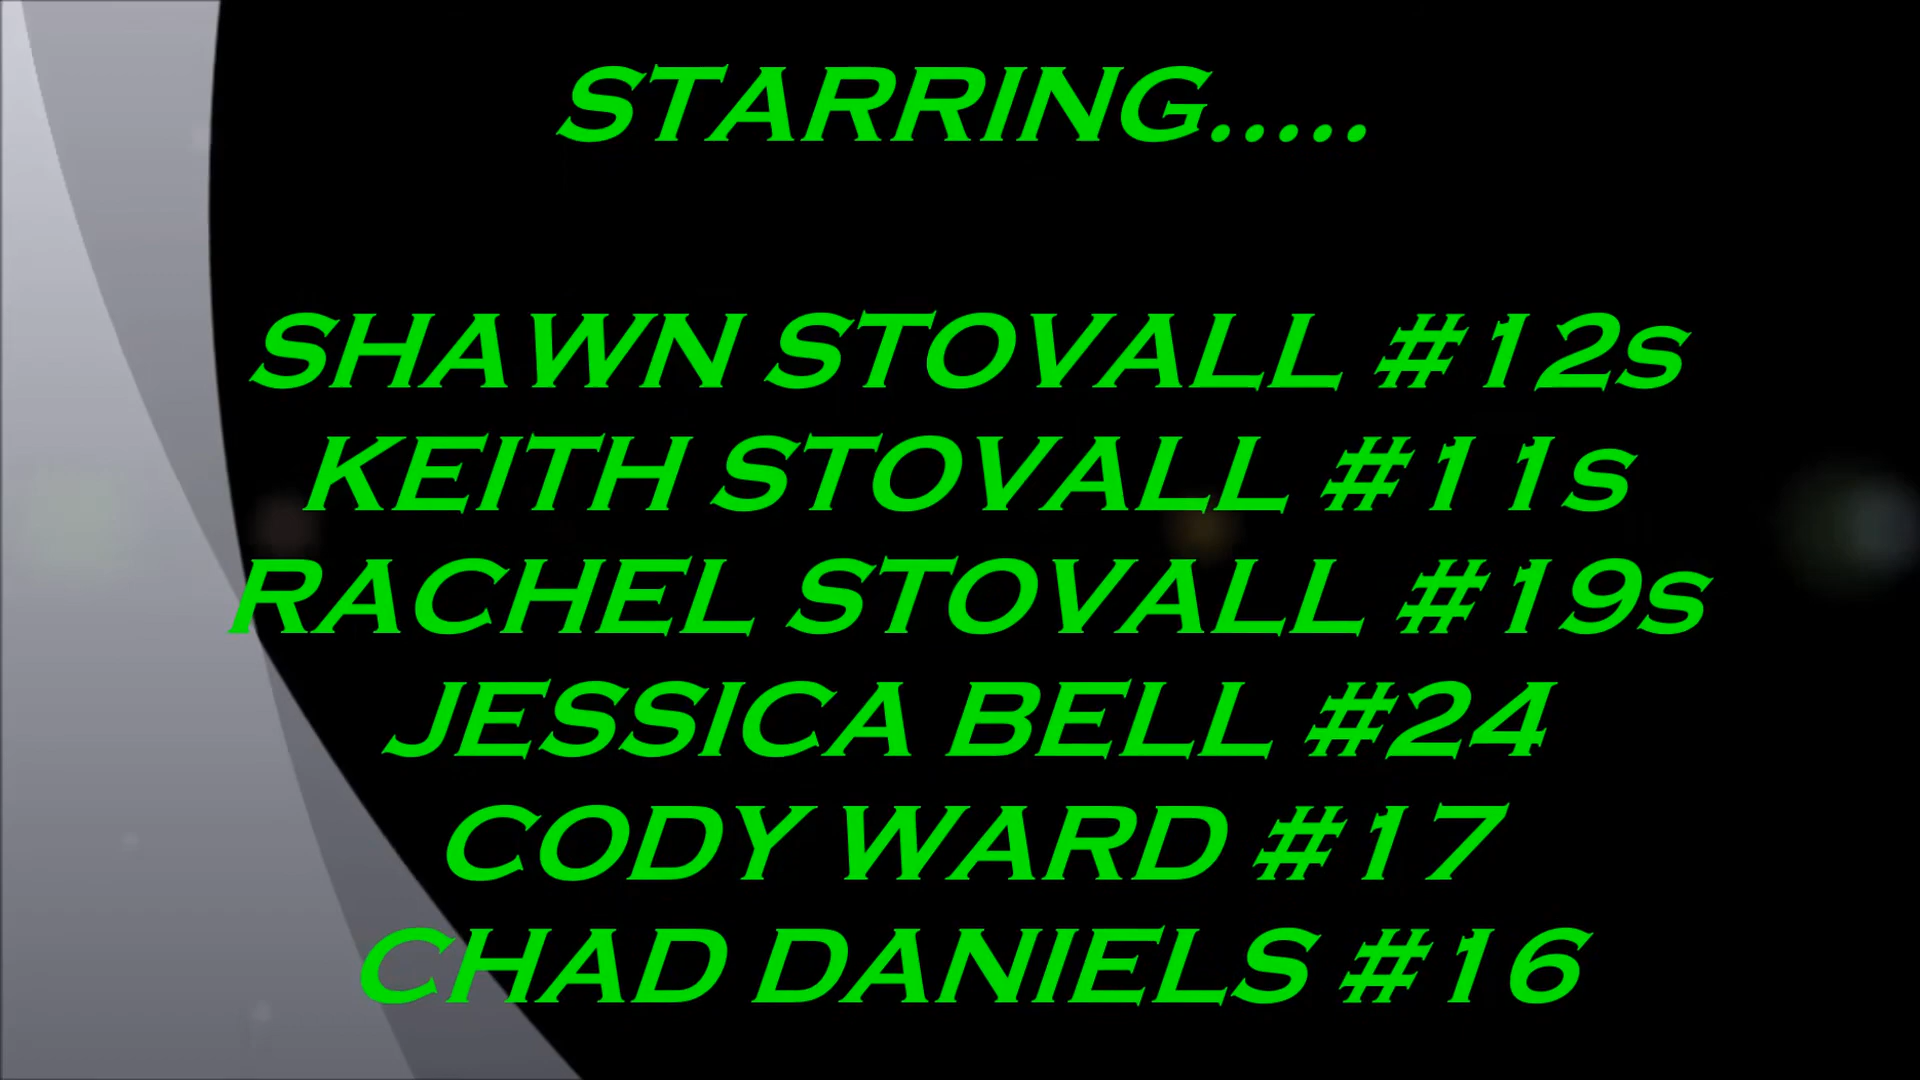 STARRING.....
SHAWN STOVALL #12s
KEITH STOVALL #11s
RACHEL STOVALL #19s
JESSICA BELL #24
CODY WARD #17
CHAD DANIELS #16